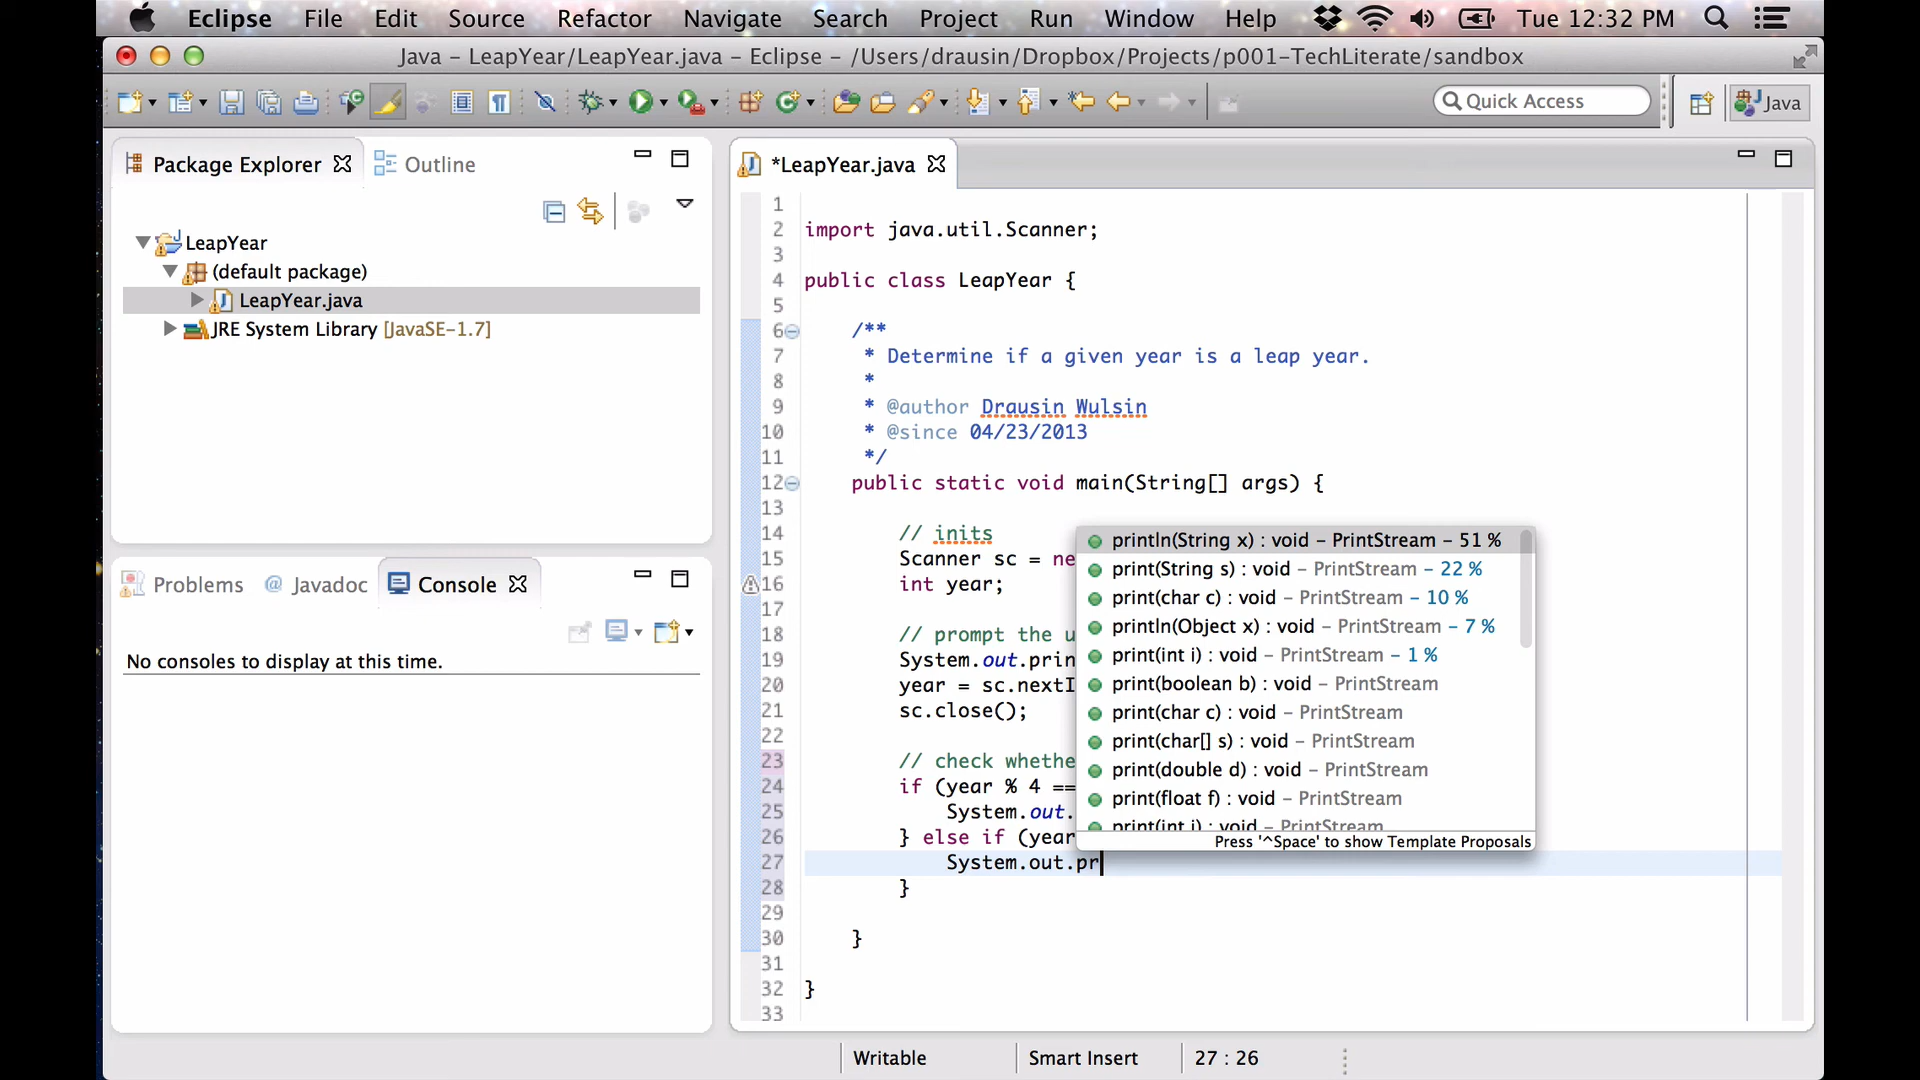 Eclipse File Edit Source Refactor Navigate Search Project Run Window Help Tue 12:32 PM
Java – LeapYear/LeapYear.java – Eclipse – /Users/drausin/Dropbox/Projects/p001-TechLiterate/sandbox
Quick Access
Java
Package Explorer
Outline
LeapYear
(default package)
LeapYear.java
JRE System Library [JavaSE-1.7]
Problems
@ Javadoc
Console
No consoles to display at this time.
*LeapYear.java
1
2 import java.util.Scanner;
3
4 public class LeapYear {
5
6 /**
7 * Determine if a given year is a leap year.
8 *
9 * @author Drausin Wulsin
10 * @since 04/23/2013
11 */
12 public static void main(String[] args) {
13
14 // inits
15 Scanner sc = ne
16 int year;
17
18 // prompt the u
19 System.out.prin
20 year = sc.nextI
21 sc.close();
22
23 // check whethe
24 if (year % 4 ==
25 System.out.
26 } else if (year
27 System.out.pr
28 }
29
30 }
31
32 }
33
println(String x) : void – PrintStream – 51 %
print(String s) : void – PrintStream – 22 %
print(char c) : void – PrintStream – 10 %
println(Object x) : void – PrintStream – 7 %
print(int i) : void – PrintStream – 1 %
print(boolean b) : void – PrintStream
print(char c) : void – PrintStream
print(char[] s) : void – PrintStream
print(double d) : void – PrintStream
print(float f) : void – PrintStream
print(int i) : void – PrintStream
Press '^Space' to show Template Proposals
Writable
Smart Insert
27 : 26